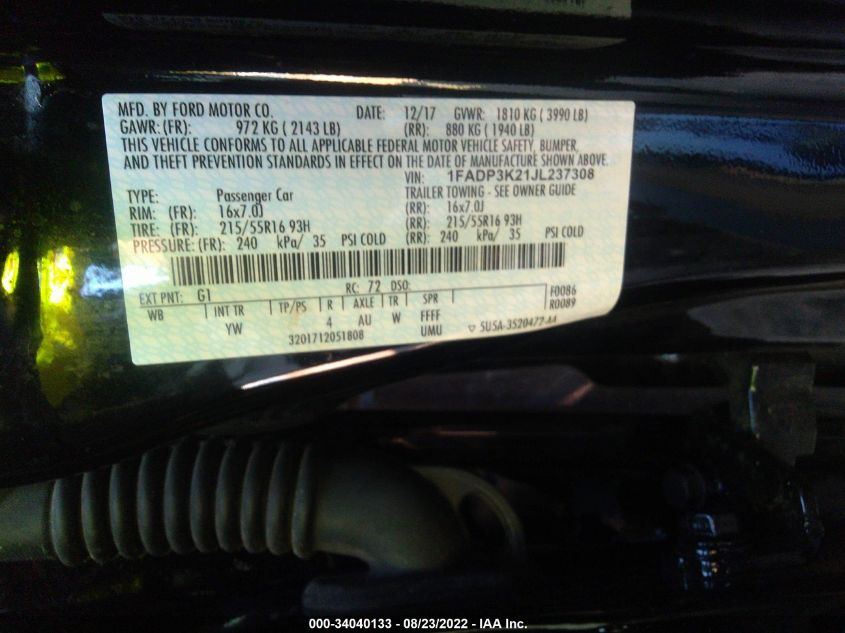 MFD. BY FORD MOTOR CO. DATE: 12/17 GVWR: 1810 KG ( 3990 LB)
GAWR: (FR): 972 KG ( 2143 LB) (RR): 880 KG ( 1940 LB)
THIS VEHICLE CONFORMS TO ALL APPLICABLE FEDERAL MOTOR VEHICLE SAFETY, BUMPER,
AND THEFT PREVENTION STANDARDS IN EFFECT ON THE DATE OF MANUFACTURE SHOWN ABOVE.
VIN: 1FADP3K21JL237308
TYPE: Passenger Car TRAILER TOWING - SEE OWNER GUIDE
RIM: (FR): 16x7.0J (RR): 16x7.0J
TIRE: (FR): 215/55R16 93H (RR): 215/55R16 93H
PRESSURE: (FR): 240 kPa/ 35 PSI COLD (RR): 240 kPa/ 35 PSI COLD
EXT PNT: G1 RC: 72 DSO: F0086
R0089
WB INT TR TP/PS R AXLE TR SPR
YW 4 AU W FFFF
UMU
3201712051808 5U5A-3520472-AA
000-34040133 - 08/23/2022 - IAA Inc.